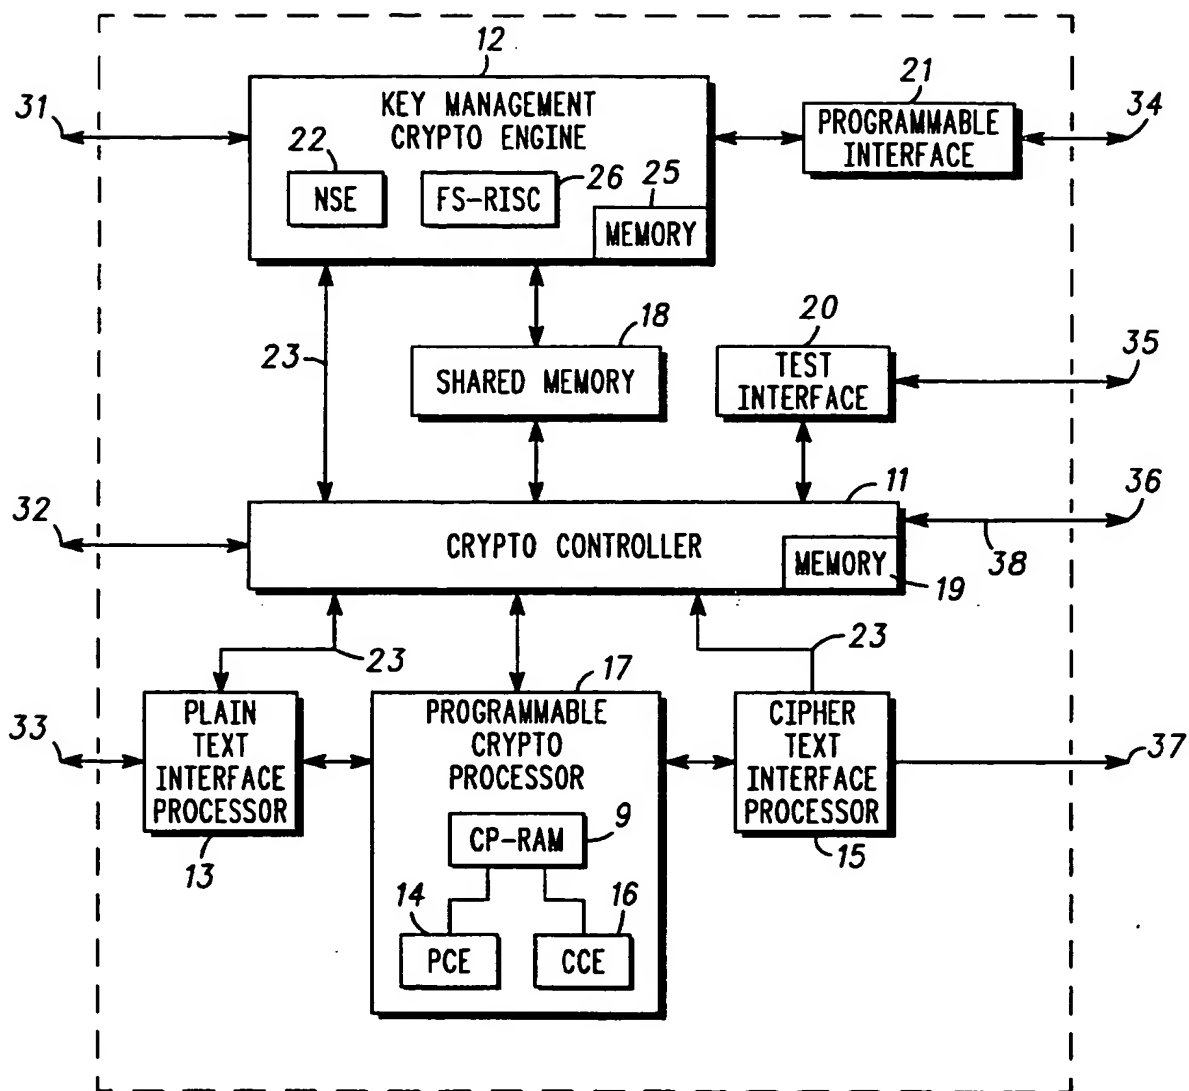 12
31
KEY MANAGEMENT
CRYPTO ENGINE
21
PROGRAMMABLE
INTERFACE
34
22
NSE
FS-RISC
26
25
MEMORY
23
18
SHARED MEMORY
20
TEST
INTERFACE
35
11
36
32
CRYPTO CONTROLLER
MEMORY
19
38
23
23
17
33
PLAIN
TEXT
INTERFACE
PROCESSOR
13
PROGRAMMABLE
CRYPTO
PROCESSOR
CIPHER
TEXT
INTERFACE
PROCESSOR
15
37
CP-RAM
9
14
PCE
16
CCE